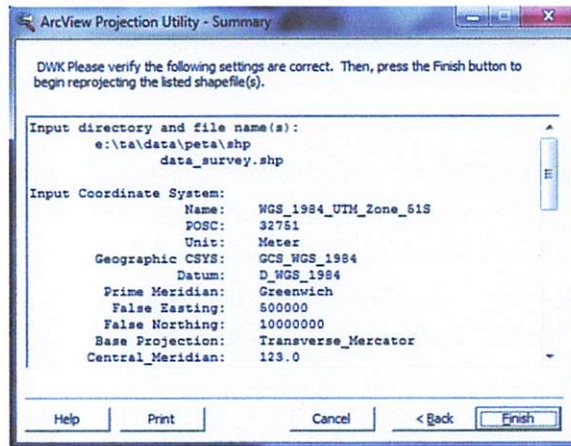 ArcView Projection Utility - Summary
DWK Please verify the following settings are correct. Then, press the Finish button to
begin reprojecting the listed shapefile(s).
Input directory and file name(s):
e:\ta\data\peta\shp
data_survey.shp
Input Coordinate System:
Name: WGS_1984_UTM_Zone_51S
POSC: 32751
Unit: Meter
Geographic CSYS: GCS_WGS_1984
Datum: D_WGS_1984
Prime Meridian: Greenwich
False Easting: 500000
False Northing: 10000000
Base Projection: Transverse_Mercator
Central_Meridian: 123.0
Help Print Cancel < Back Finish